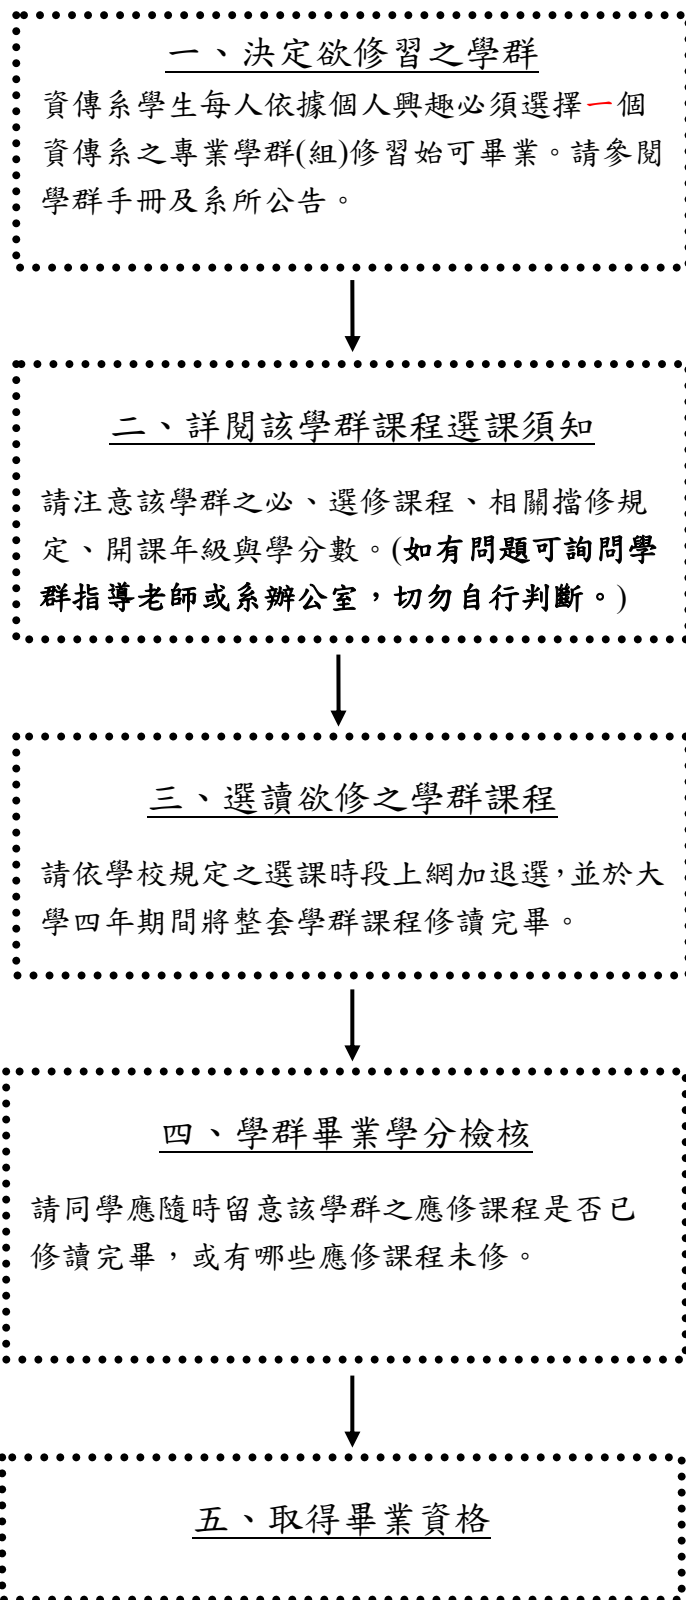 一、決定欲修習之學群
資傳系學生每人依據個人興趣必須選擇一個
資傳系之專業學群(組)修習始可畢業。請參閱
學群手冊及系所公告。
二、詳閱該學群課程選課須知
請注意該學群之必、選修課程、相關擋修規
定、開課年級與學分數。(如有問題可詢問學
群指導老師或系辦公室，切勿自行判斷。)
三、選讀欲修之學群課程
請依學校規定之選課時段上網加退選，並於大
學四年期間將整套學群課程修讀完畢。
四、學群畢業學分檢核
請同學應隨時留意該學群之應修課程是否已
修讀完畢，或有哪些應修課程未修。
五、取得畢業資格